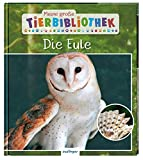 Meine große
TIERBIBLIOTHEK
Die Eule
esslinger